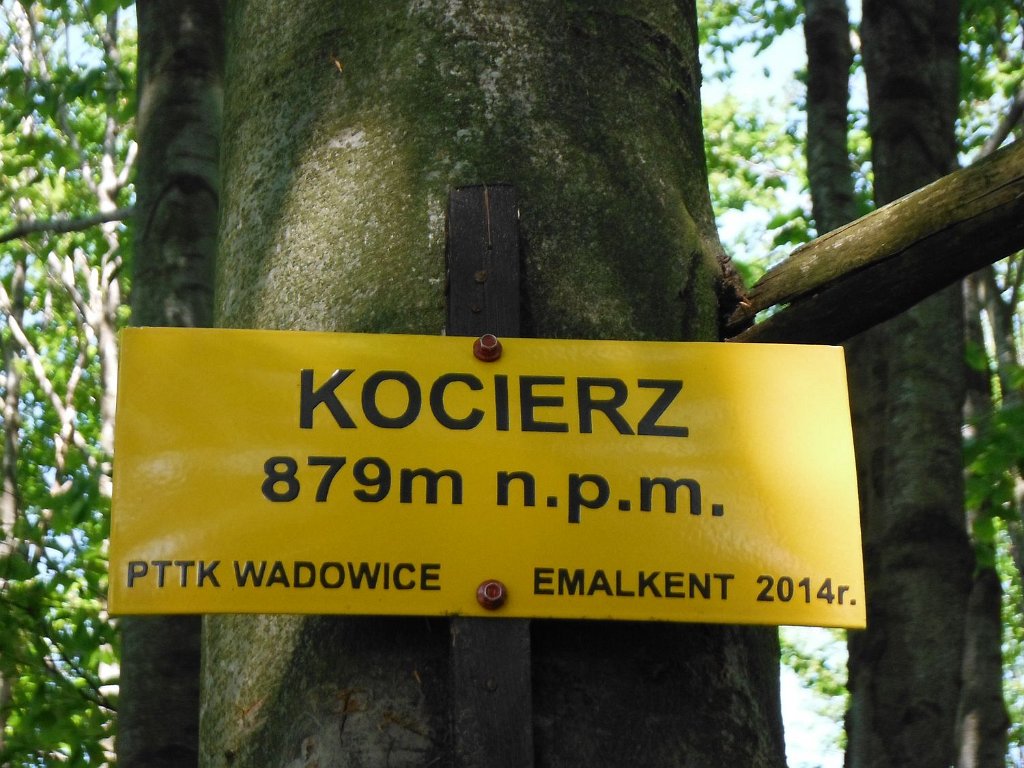 KOCIERZ
879m n.p.m.
PTTK WADOWICE EMALKENT 2014r.